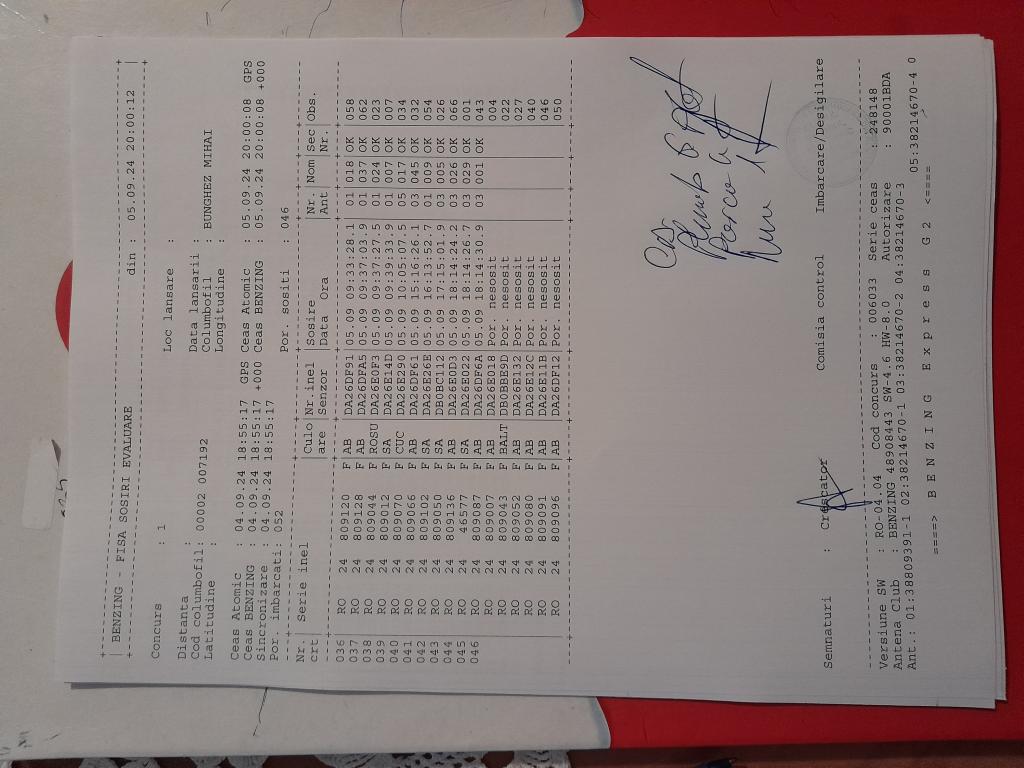 BENZING - FISA SOSIRI EVALUARE din : 05.09.24 20:00:12
Concurs : 1 Loc lansare :
Distanta : Data lansarii :
Cod columbofil: 00002 007192 Columbofil : BUNGHEZ MIHAI
Latitudine : Longitudine :
Ceas Atomic : 04.09.24 18:55:17 GPS Ceas Atomic : 05.09.24 20:00:08 GPS
Ceas BENZING : 04.09.24 18:55:17 +000 Ceas BENZING : 05.09.24 20:00:08 +000
Sincronizare : 04.09.24 18:55:17
Por. imbarcati: 052 Por. sositi : 046
Nr.| Serie inel |Culo|Nr.inel |Sosire |Nr. |Nom|Sec|Obs.
crt| |are |Senzor |Data Ora |Ant | |Nr.|
036 RO 24 809120 F AB DA26DF91 05.09 09:33:28.1 01 018 OK 058
037 RO 24 809128 F AB DA26DFA5 05.09 09:37:03.9 01 037 OK 062
038 RO 24 809044 F ROSU DA26E0F3 05.09 09:37:27.5 01 024 OK 023
039 RO 24 809012 F SA DA26E14D 05.09 09:39:33.9 01 007 OK 007
040 RO 24 809070 F CUC DA26E290 05.09 10:05:07.5 05 017 OK 034
041 RO 24 809066 F AB DA26DF61 05.09 15:16:26.1 03 045 OK 032
042 RO 24 809102 F SA DA26E26E 05.09 16:13:52.7 01 009 OK 054
043 RO 24 809050 F SA DB0BC112 05.09 17:15:01.9 03 005 OK 026
044 RO 24 809136 F AB DA26E0D3 05.09 18:14:24.2 03 026 OK 066
045 RO 24 46577 F SA DA26E022 05.09 18:14:26.7 03 029 OK 001
046 RO 24 809087 F AB DA26DF6A 05.09 18:14:30.9 03 001 OK 043
RO 24 809007 F AB DA26E018 Por. nesosit 004
RO 24 809043 F BALT DB0BBE9D Por. nesosit 022
RO 24 809052 F AB DA26E132 Por. nesosit 027
RO 24 809080 F AB DA26E12C Por. nesosit 040
RO 24 809091 F AB DA26E11B Por. nesosit 046
RO 24 809096 F AB DA26DF12 Por. nesosit 050
Semnaturi : Crescator Comisia control Imbarcare/Desigilare
Versiune SW : RO-04.04 Cod concurs : 006033 Serie ceas : 248148
Antena Club : BENZING 48908443 SW-4.6 HW-8.0 Autorizare : 90001BDA
Ant.: 01:38809391-1 02:38214670-1 03:38214670-2 04:38214670-3 05:38214670-4 0
====> B E N Z I N G E x p r e s s G 2 <====